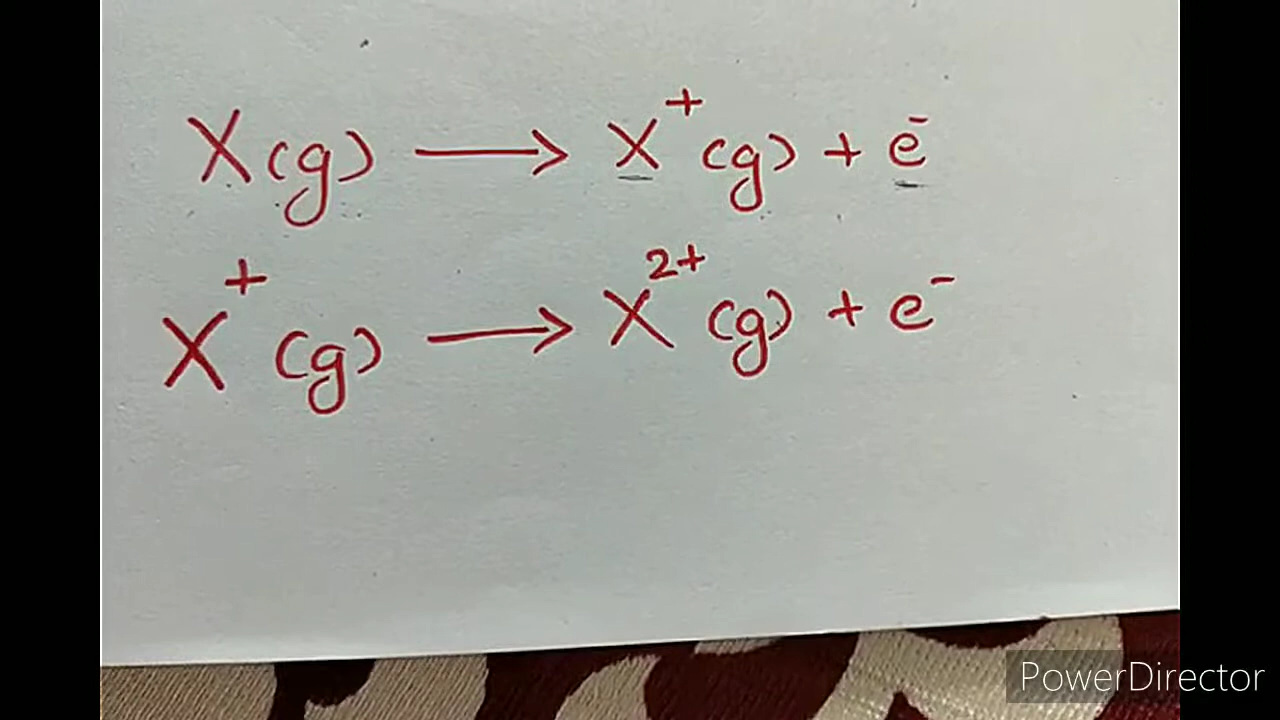 X(g) ⟶ X⁺(g) + e⁻
X⁺(g) ⟶ X²⁺(g) + e⁻
PowerDirector